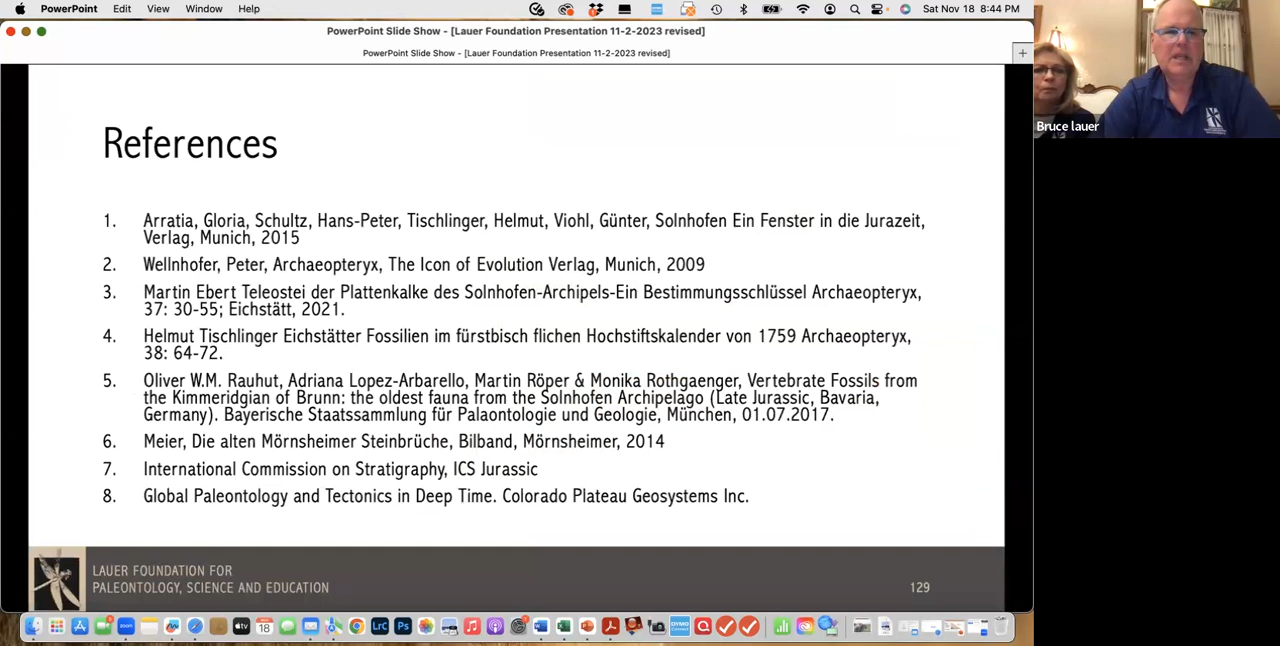 PowerPoint Edit View Window Help Sat Nov 18 8:44 PM
PowerPoint Slide Show - [Lauer Foundation Presentation 11-2-2023 revised]
PowerPoint Slide Show - [Lauer Foundation Presentation 11-2-2023 revised]
Bruce lauer
References
1. Arratia, Gloria, Schultz, Hans-Peter, Tischlinger, Helmut, Viohl, Günter, Solnhofen Ein Fenster in die Jurazeit,
Verlag, Munich, 2015
2. Wellnhofer, Peter, Archaeopteryx, The Icon of Evolution Verlag, Munich, 2009
3. Martin Ebert Teleostei der Plattenkalke des Solnhofen-Archipels-Ein Bestimmungsschlüssel Archaeopteryx,
37: 30-55; Eichstätt, 2021.
4. Helmut Tischlinger Eichstätter Fossilien im fürstbisch flichen Hochstiftskalender von 1759 Archaeopteryx,
38: 64-72.
5. Oliver W.M. Rauhut, Adriana Lopez-Arbarello, Martin Röper & Monika Rothgaenger, Vertebrate Fossils from
the Kimmeridgian of Brunn: the oldest fauna from the Solnhofen Archipelago (Late Jurassic, Bavaria,
Germany). Bayerische Staatssammlung für Palaontologie und Geologie, München, 01.07.2017.
6. Meier, Die alten Mörnsheimer Steinbrüche, Bilband, Mörnsheimer, 2014
7. International Commission on Stratigraphy, ICS Jurassic
8. Global Paleontology and Tectonics in Deep Time. Colorado Plateau Geosystems Inc.
LAUER FOUNDATION FOR
PALEONTOLOGY, SCIENCE AND EDUCATION
129
zoom
tv
18
LrC
Ps
DYMO